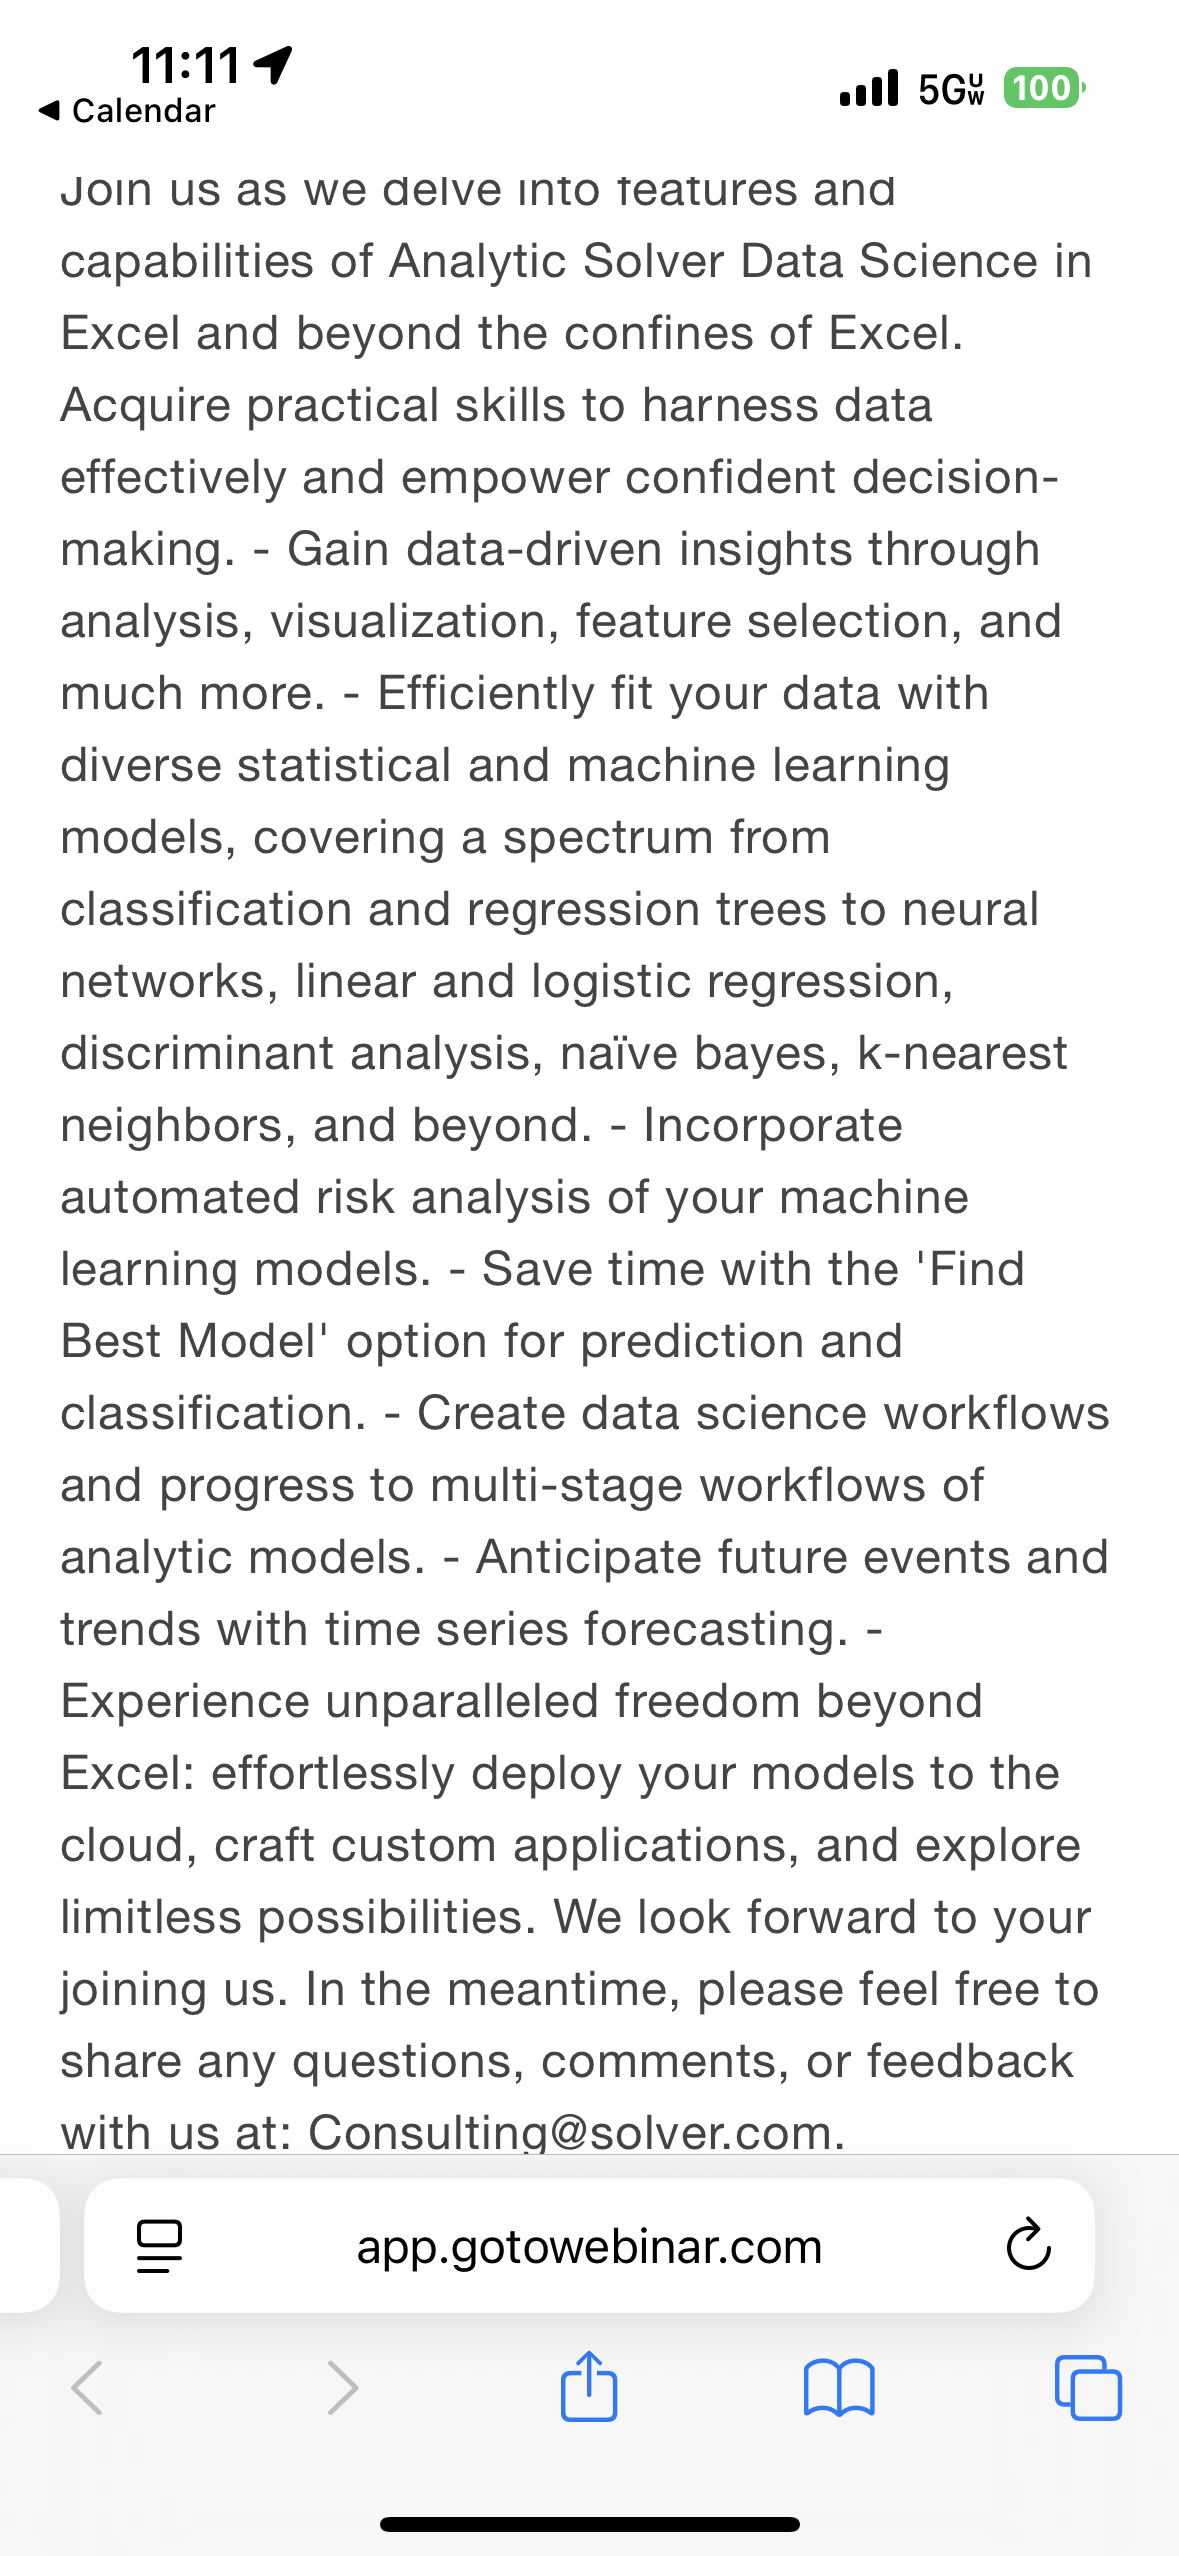 11:11
◀ Calendar
5GUW
100
Join us as we delve into features and
capabilities of Analytic Solver Data Science in
Excel and beyond the confines of Excel.
Acquire practical skills to harness data
effectively and empower confident decision-
making. - Gain data-driven insights through
analysis, visualization, feature selection, and
much more. - Efficiently fit your data with
diverse statistical and machine learning
models, covering a spectrum from
classification and regression trees to neural
networks, linear and logistic regression,
discriminant analysis, naïve bayes, k-nearest
neighbors, and beyond. - Incorporate
automated risk analysis of your machine
learning models. - Save time with the 'Find
Best Model' option for prediction and
classification. - Create data science workflows
and progress to multi-stage workflows of
analytic models. - Anticipate future events and
trends with time series forecasting. -
Experience unparalleled freedom beyond
Excel: effortlessly deploy your models to the
cloud, craft custom applications, and explore
limitless possibilities. We look forward to your
joining us. In the meantime, please feel free to
share any questions, comments, or feedback
with us at: Consulting@solver.com.
app.gotowebinar.com